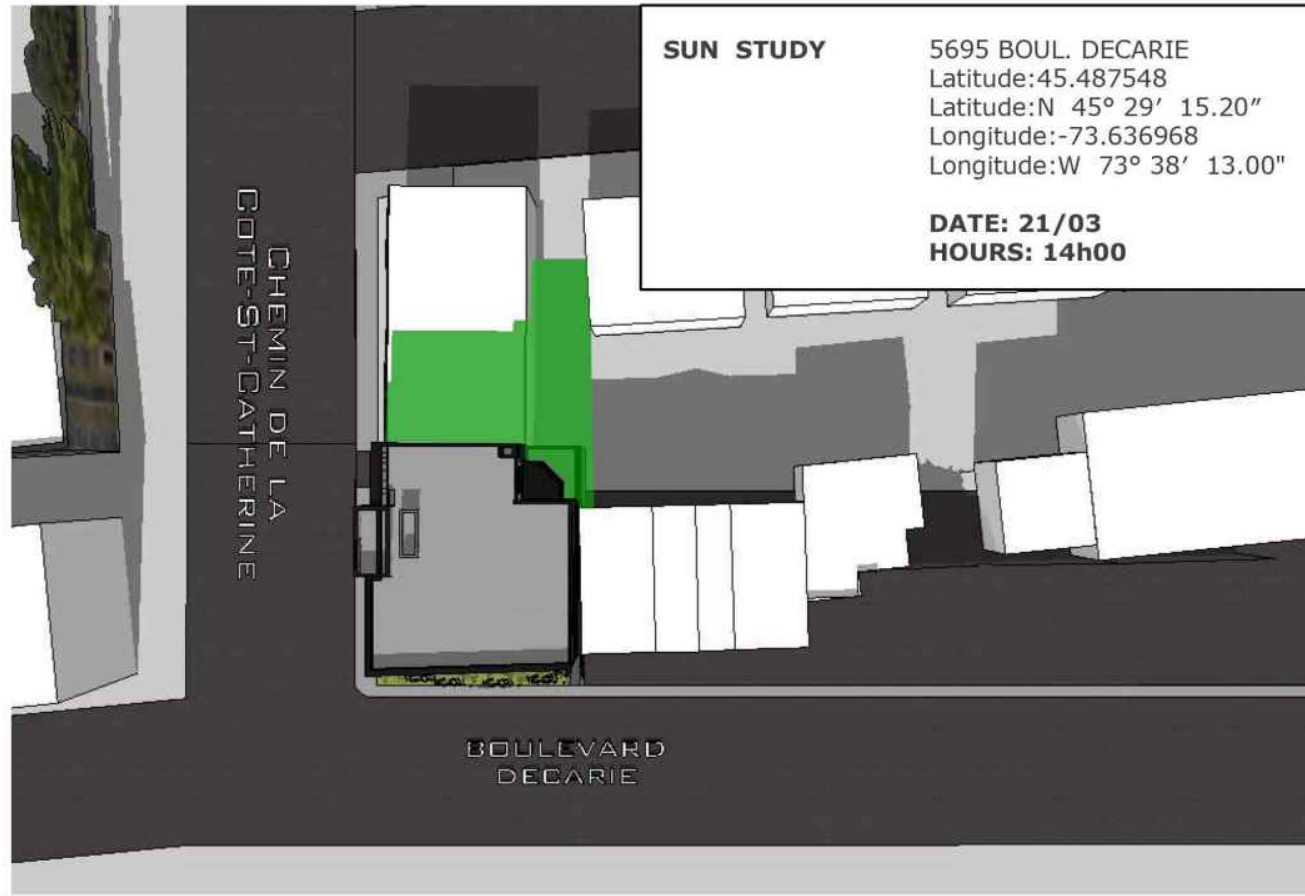 SUN STUDY
5695 BOUL. DECARIE
Latitude:45.487548
Latitude:N 45° 29′ 15.20″
Longitude:-73.636968
Longitude:W 73° 38′ 13.00"
DATE: 21/03
HOURS: 14h00
CHEMIN DE LA
COTE-ST-CATHERINE
BOULEVARD
DECARIE